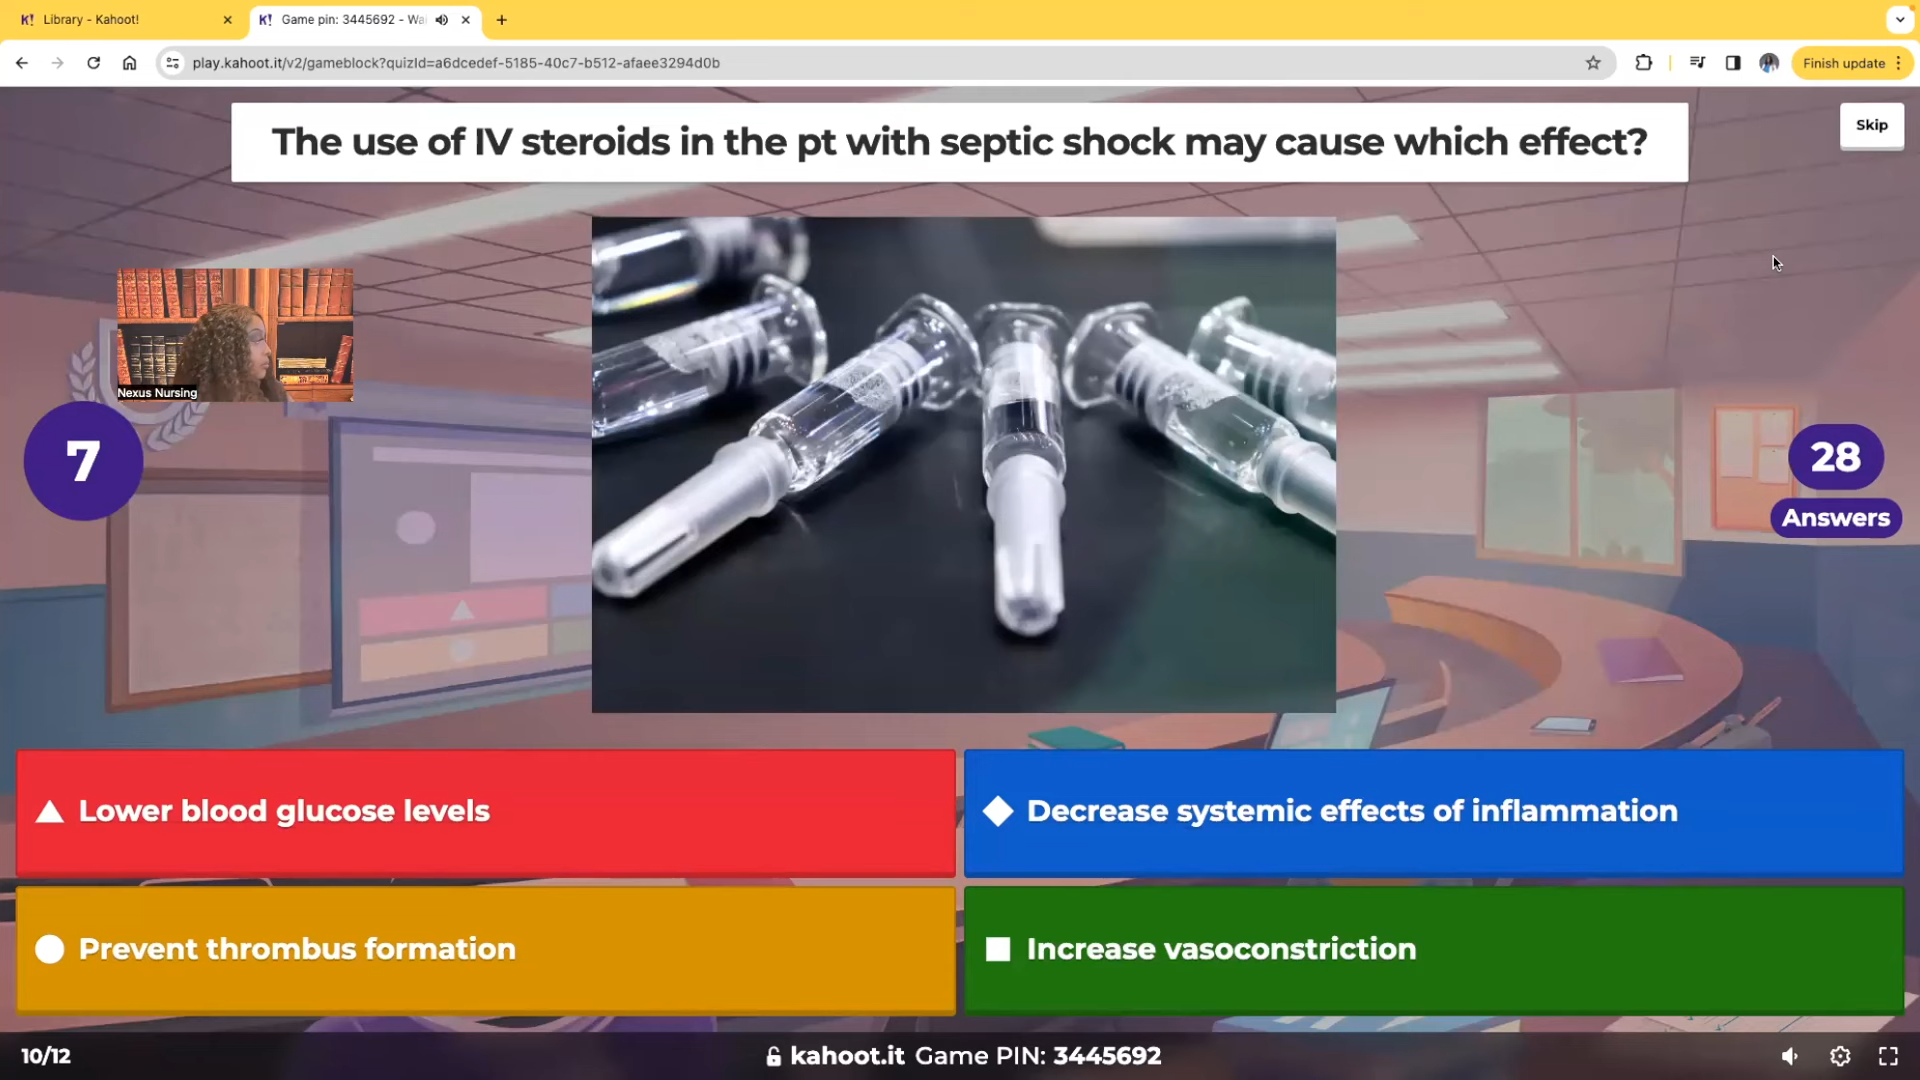 Library - Kahoot!
Game pin: 3445692 - Wai
play.kahoot.it/v2/gameblock?quizId=a6dcedef-5185-40c7-b512-afaee3294d0b
Finish update
The use of IV steroids in the pt with septic shock may cause which effect?
Skip
Nexus Nursing
7
28
Answers
Lower blood glucose levels
Decrease systemic effects of inflammation
Prevent thrombus formation
Increase vasoconstriction
10/12
kahoot.it Game PIN: 3445692